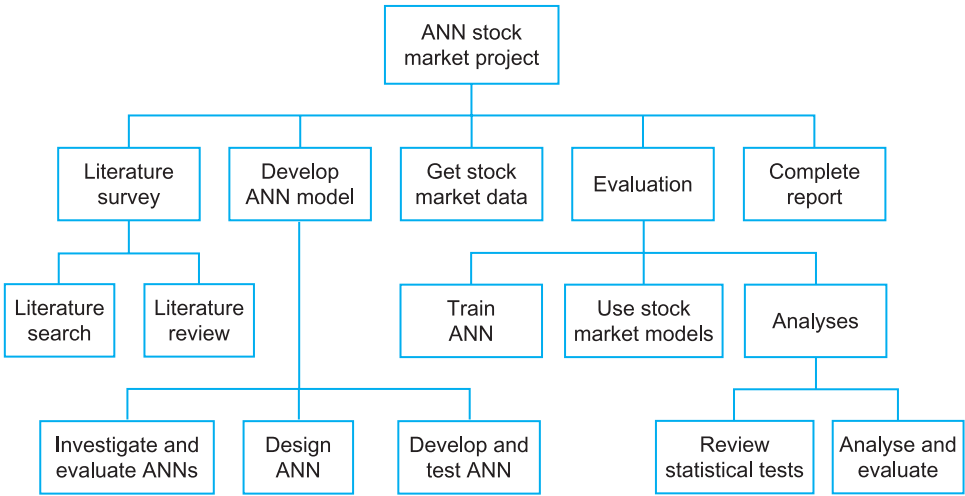 ANN stock
market project
Literature
survey
Develop
ANN model
Get stock
market data
Evaluation
Complete
report
Literature
search
Literature
review
Train
ANN
Use stock
market models
Analyses
Investigate and
evaluate ANNs
Design
ANN
Develop and
test ANN
Review
statistical tests
Analyse and
evaluate